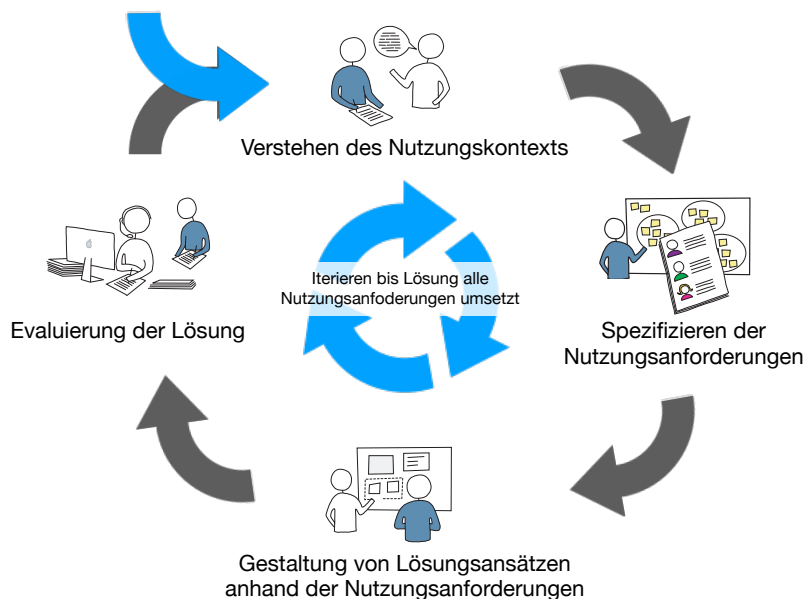 Verstehen des Nutzungskontexts
Iterieren bis Lösung alle
Nutzungsanfoderungen umsetzt
Evaluierung der Lösung
Spezifizieren der
Nutzungsanforderungen
Gestaltung von Lösungsansätzen
anhand der Nutzungsanforderungen